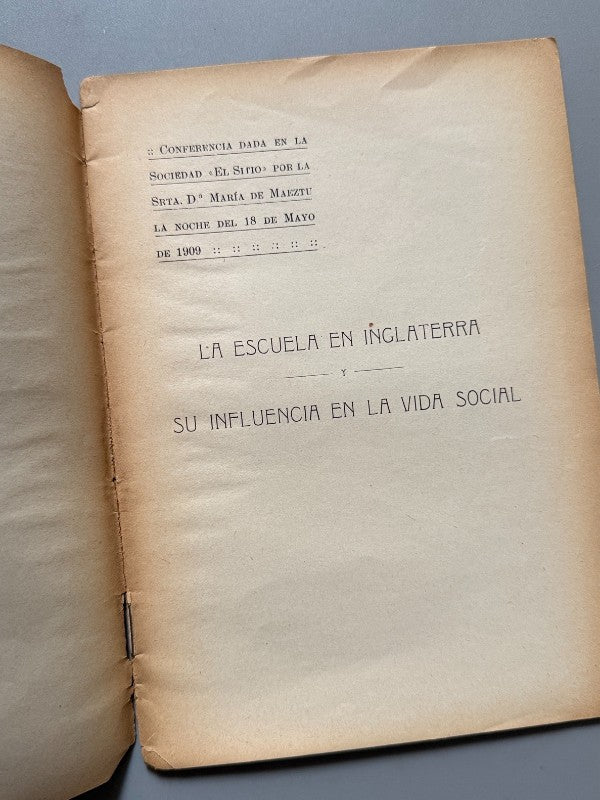 :: Conferencia dada en la
Sociedad «El Sitio» por la
Srta. Dª María de Maeztu
la noche del 18 de Mayo
de 1909 :: :: :: :: :: ::
LA ESCUELA EN INGLATERRA
Y
SU INFLUENCIA EN LA VIDA SOCIAL